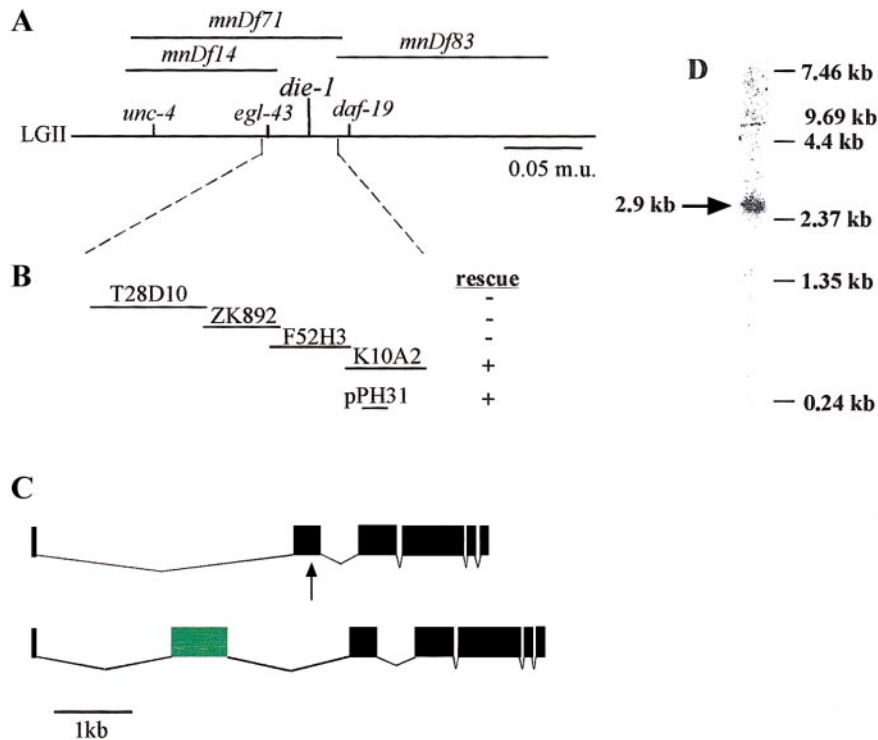 A
mnDf71
mnDf14
mnDf83
die-1
unc-4
egl-43
daf-19
LGII
0.05 m.u.
B
T28D10
ZK892
F52H3
K10A2
pPH31
rescue
-
-
-
+
+
C
1kb
D
7.46 kb
9.69 kb
4.4 kb
2.9 kb
2.37 kb
1.35 kb
0.24 kb